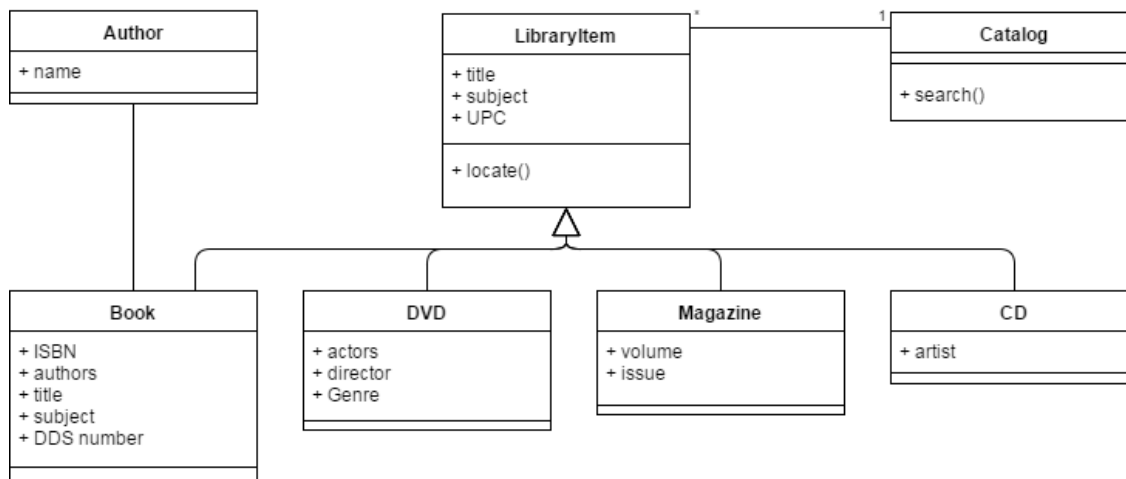 Author
+ name
LibraryItem
+ title
+ subject
+ UPC
+ locate()
* 1
Catalog
+ search()
Book
+ ISBN
+ authors
+ title
+ subject
+ DDS number
DVD
+ actors
+ director
+ Genre
Magazine
+ volume
+ issue
CD
+ artist